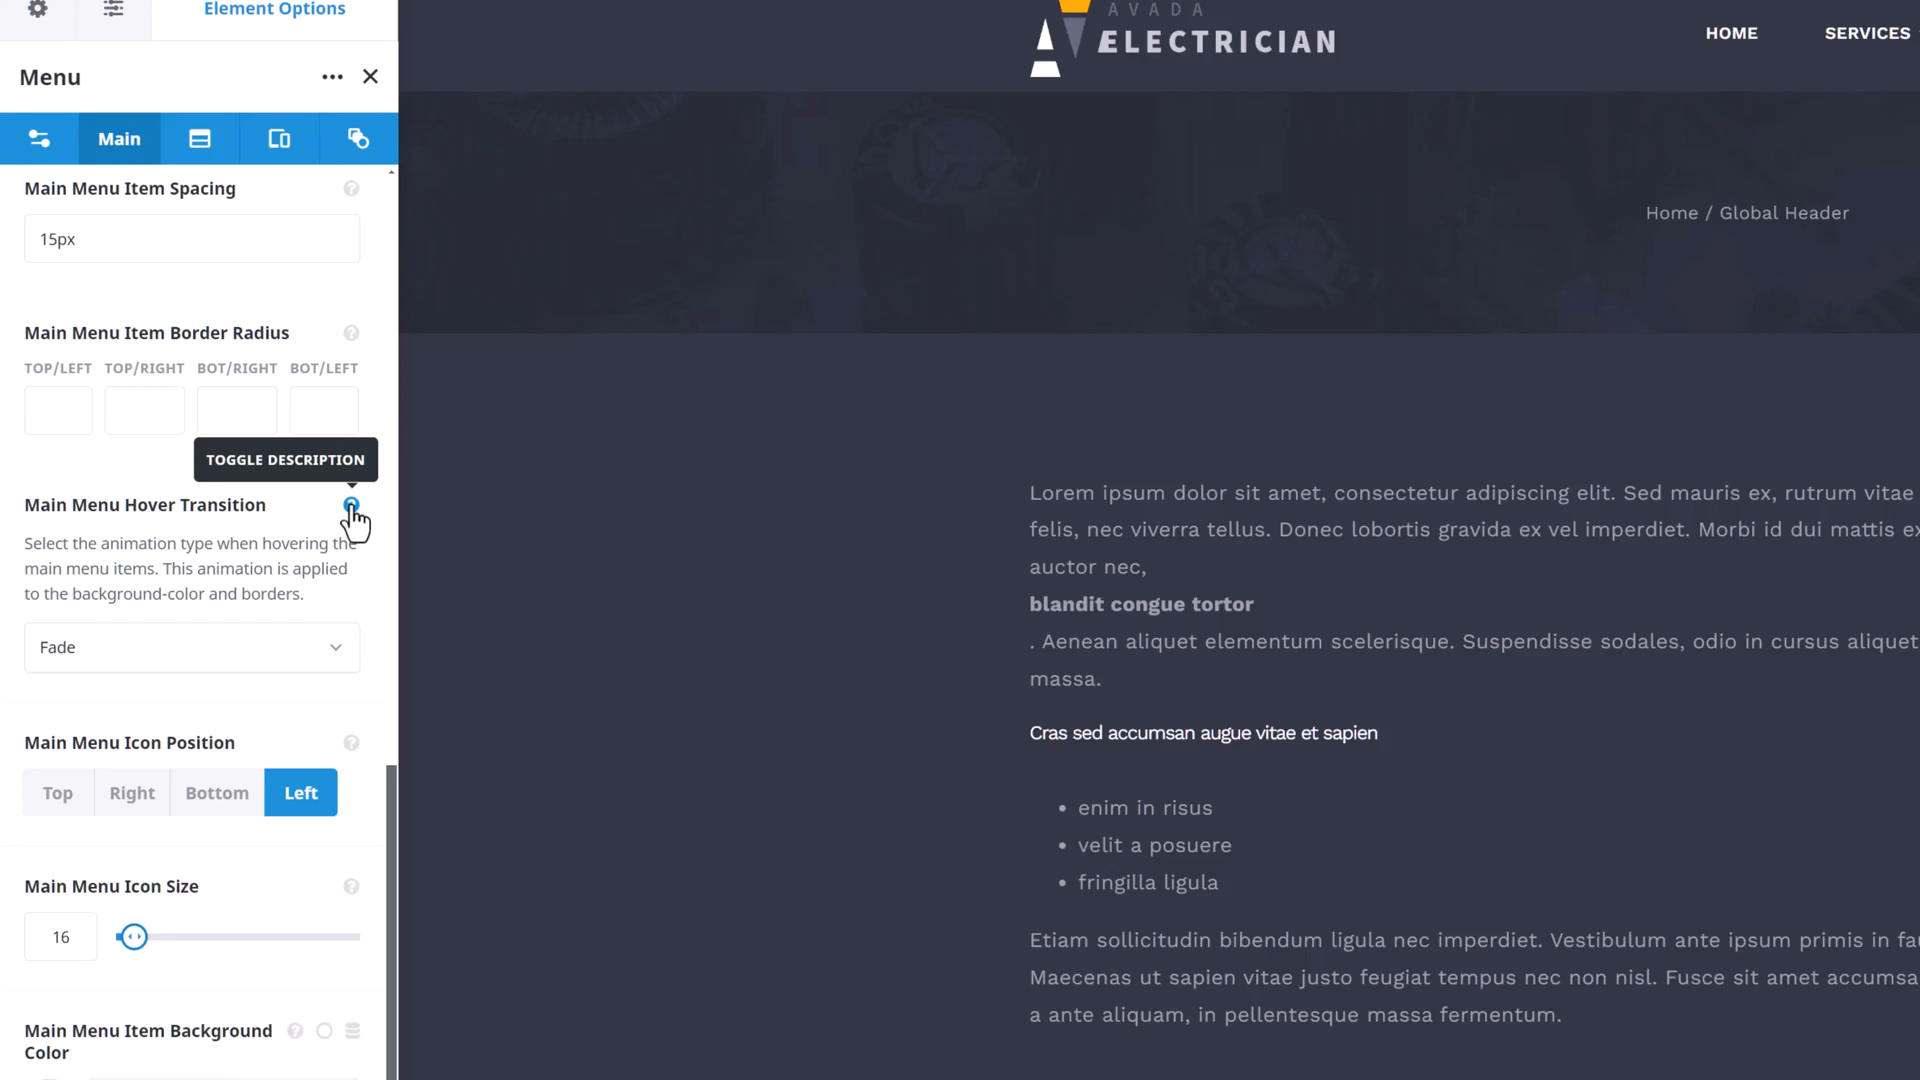 Element Options
Menu
Main
Main Menu Item Spacing
15px
Main Menu Item Border Radius
TOP/LEFT TOP/RIGHT BOT/RIGHT BOT/LEFT
TOGGLE DESCRIPTION
Main Menu Hover Transition
Select the animation type when hovering the
main menu items. This animation is applied
to the background-color and borders.
Fade
Main Menu Icon Position
Top Right Bottom Left
Main Menu Icon Size
16
Main Menu Item Background
Color
AVADA
ELECTRICIAN
HOME SERVICES
Home / Global Header
Lorem ipsum dolor sit amet, consectetur adipiscing elit. Sed mauris ex, rutrum vitae
felis, nec viverra tellus. Donec lobortis gravida ex vel imperdiet. Morbi id dui mattis ex
auctor nec,
blandit congue tortor
. Aenean aliquet elementum scelerisque. Suspendisse sodales, odio in cursus aliquet
massa.
Cras sed accumsan augue vitae et sapien
• enim in risus
• velit a posuere
• fringilla ligula
Etiam sollicitudin bibendum ligula nec imperdiet. Vestibulum ante ipsum primis in
Maecenas ut sapien vitae justo feugiat tempus nec non nisl. Fusce sit amet
a ante aliquam, in pellentesque massa fermentum.